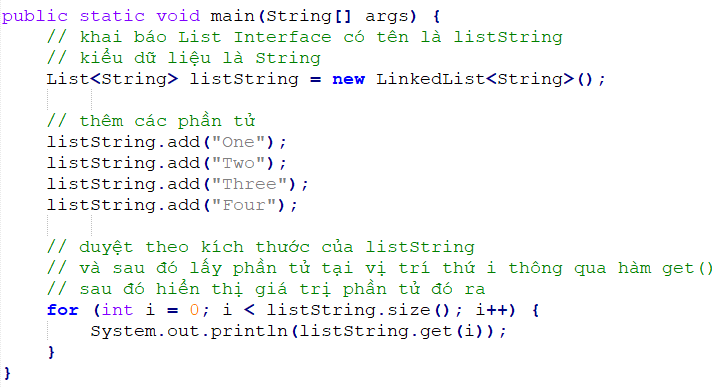 public static void main(String[] args) {
    // khai báo List Interface có tên là listString
    // kiểu dữ liệu là String
    List<String> listString = new LinkedList<String>();
    // thêm các phần tử
    listString.add("One");
    listString.add("Two");
    listString.add("Three");
    listString.add("Four");
    // duyệt theo kích thước của listString
    // và sau đó lấy phần tử tại vị trí thứ i thông qua hàm get()
    // sau đó hiển thị giá trị phần tử đó ra
    for (int i = 0; i < listString.size(); i++) {
        System.out.println(listString.get(i));
    }
}